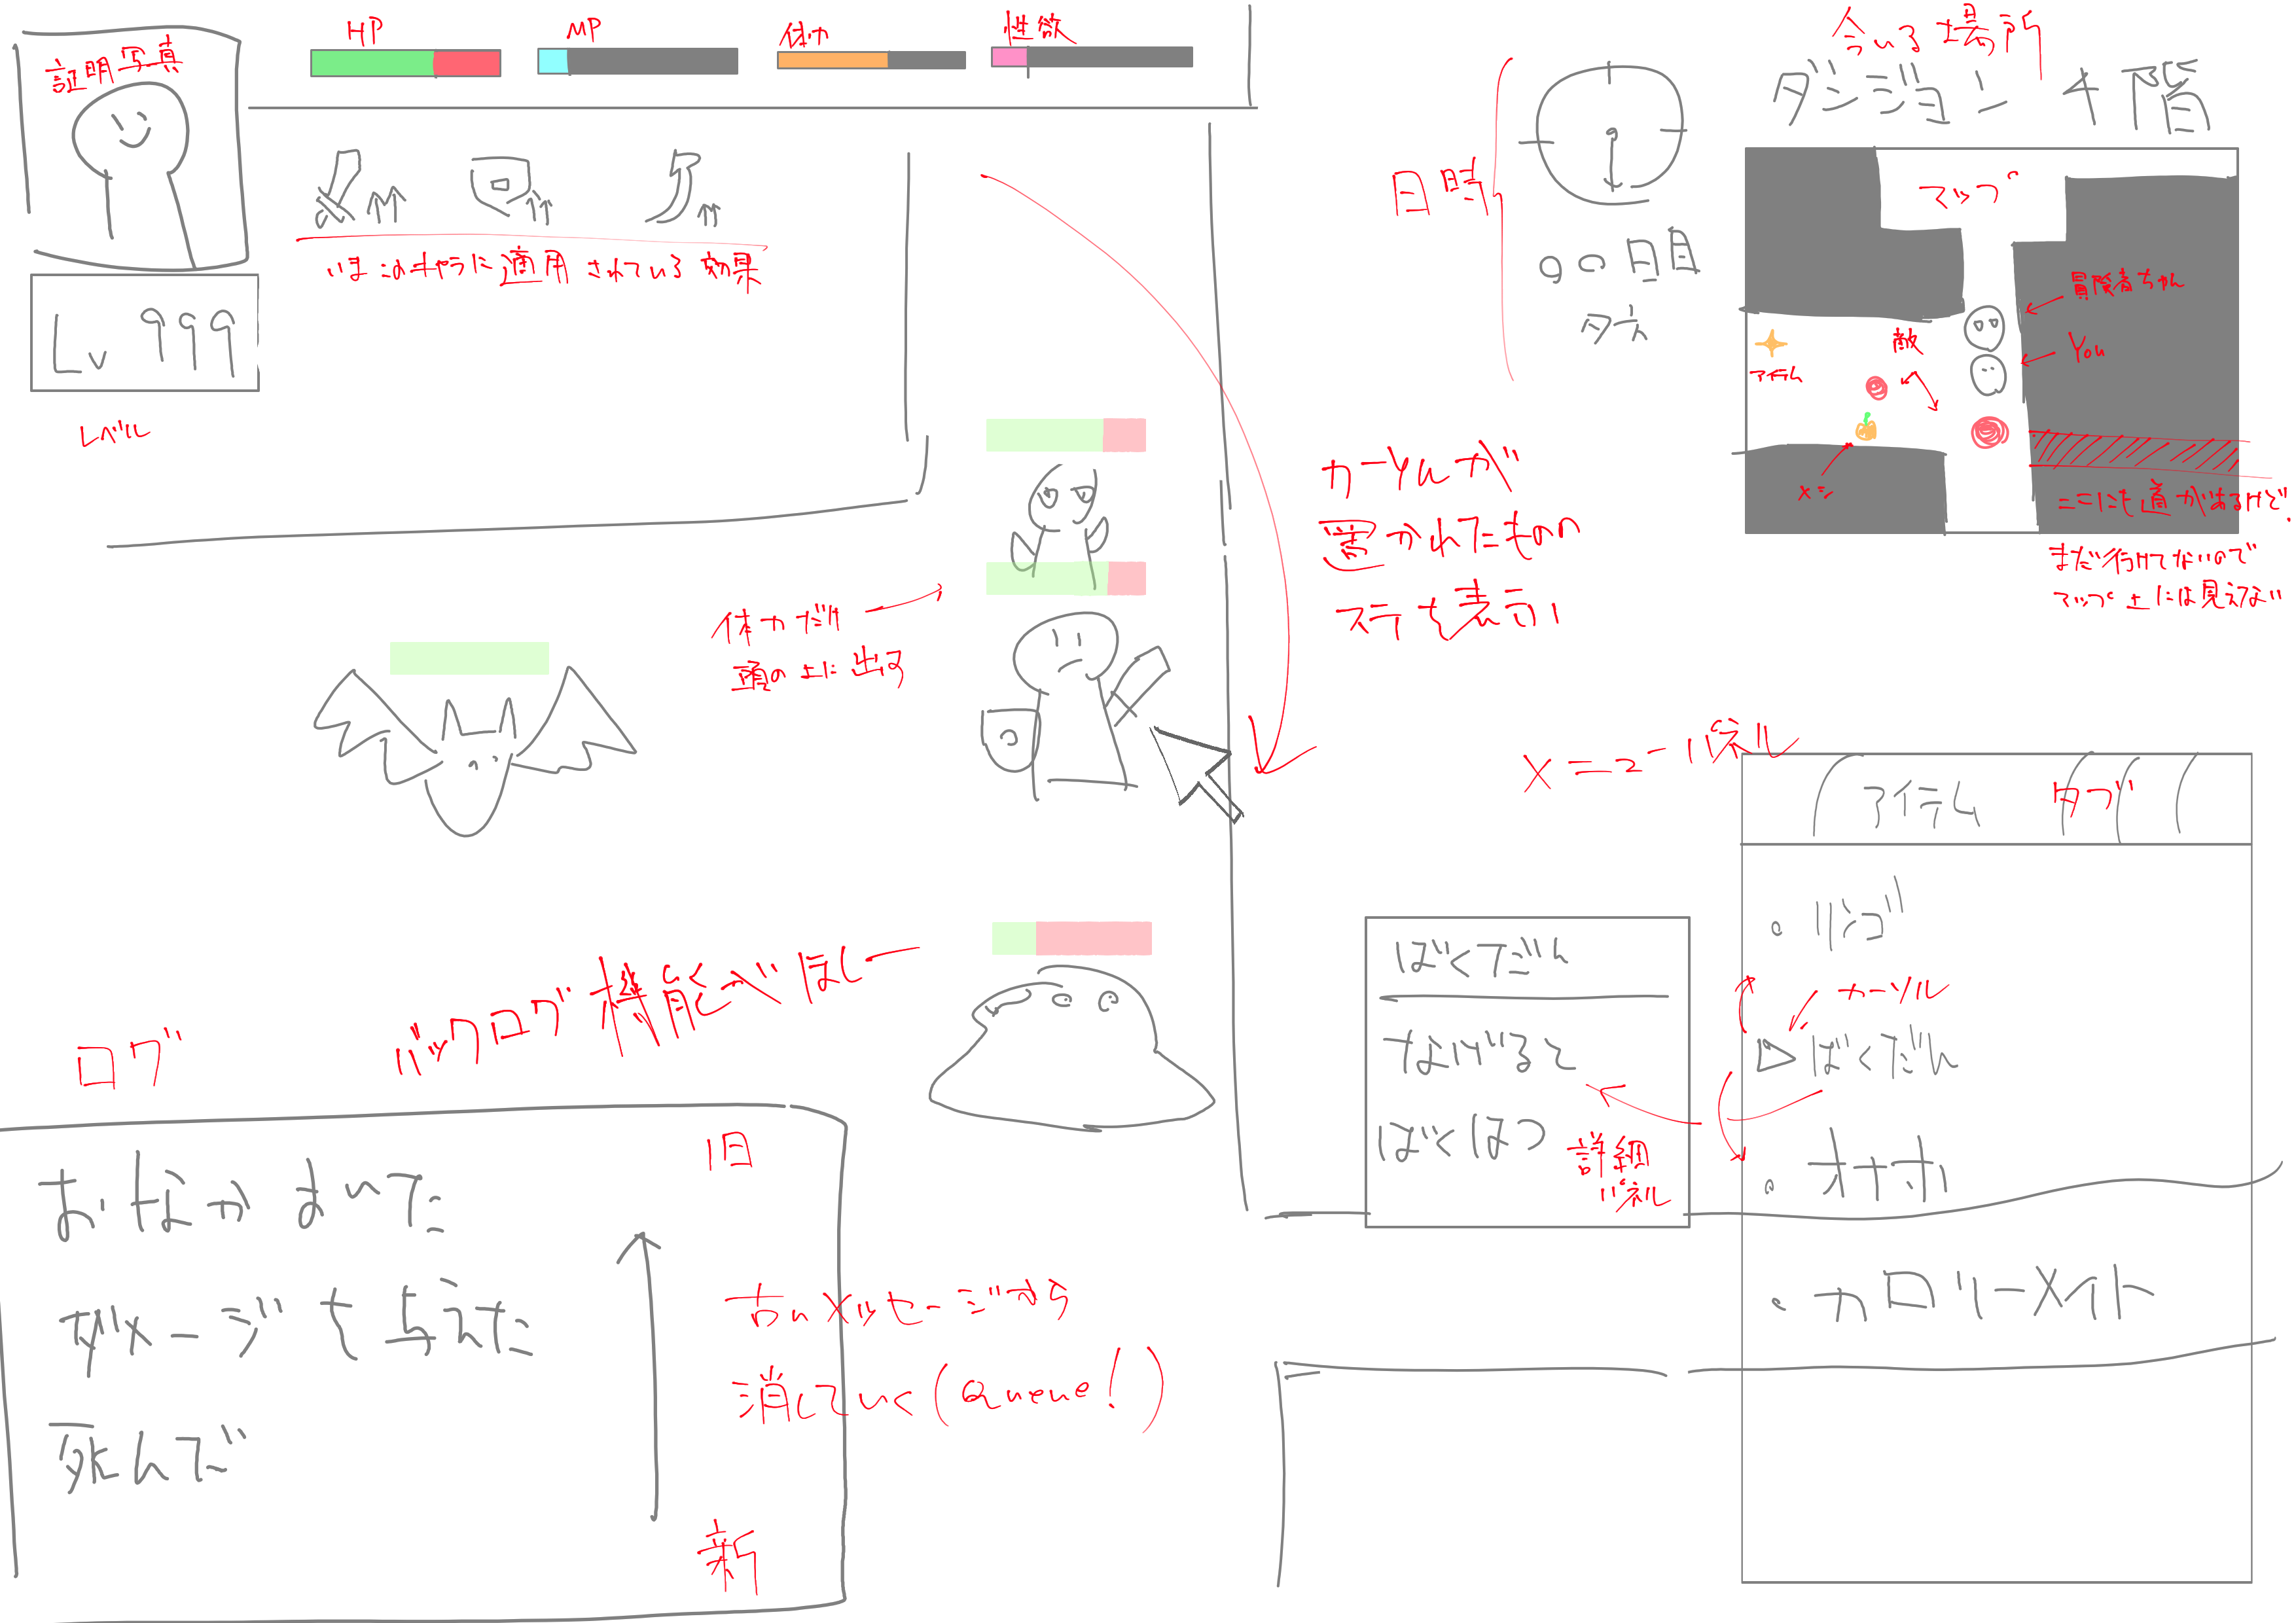 証明写真
HP
MP
体力
性欲
いまこのキャラに適用されている効果
Lv 999
レベル
日時
90日目
タ方
今いる場所
ダンジョン 4階
マップ
冒険者ちゃん
You
敵
アイテム
メシ
ここにも道があるけど、
まだ行けてないので
マップ上には見えてない
カーソルが
置かれたものの
ステを表示
体力だけ
頭の上に出る
メニューパネル
アイテム
タブ
・リンゴ
カーソル
▷ばくだん
・オナホ
・カロリーメイト
ばくだん
なげると
ばくはつ
詳細
パネル
ログ
バックログ機能べほしー
おなかすいた
ダメージを与えた
死んだ
旧
新
古いメッセージから
消していく(Queue!)